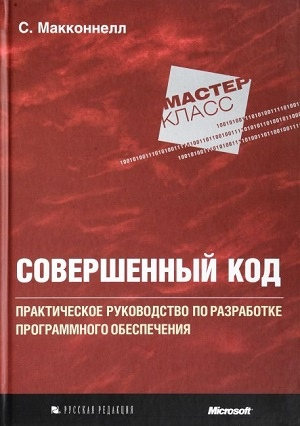 С. Макконнелл
МАСТЕР
КЛАСС
СОВЕРШЕННЫЙ КОД
ПРАКТИЧЕСКОЕ РУКОВОДСТВО ПО РАЗРАБОТКЕ
ПРОГРАММНОГО ОБЕСПЕЧЕНИЯ
РУССКАЯ РЕДАКЦИЯ
Microsoft